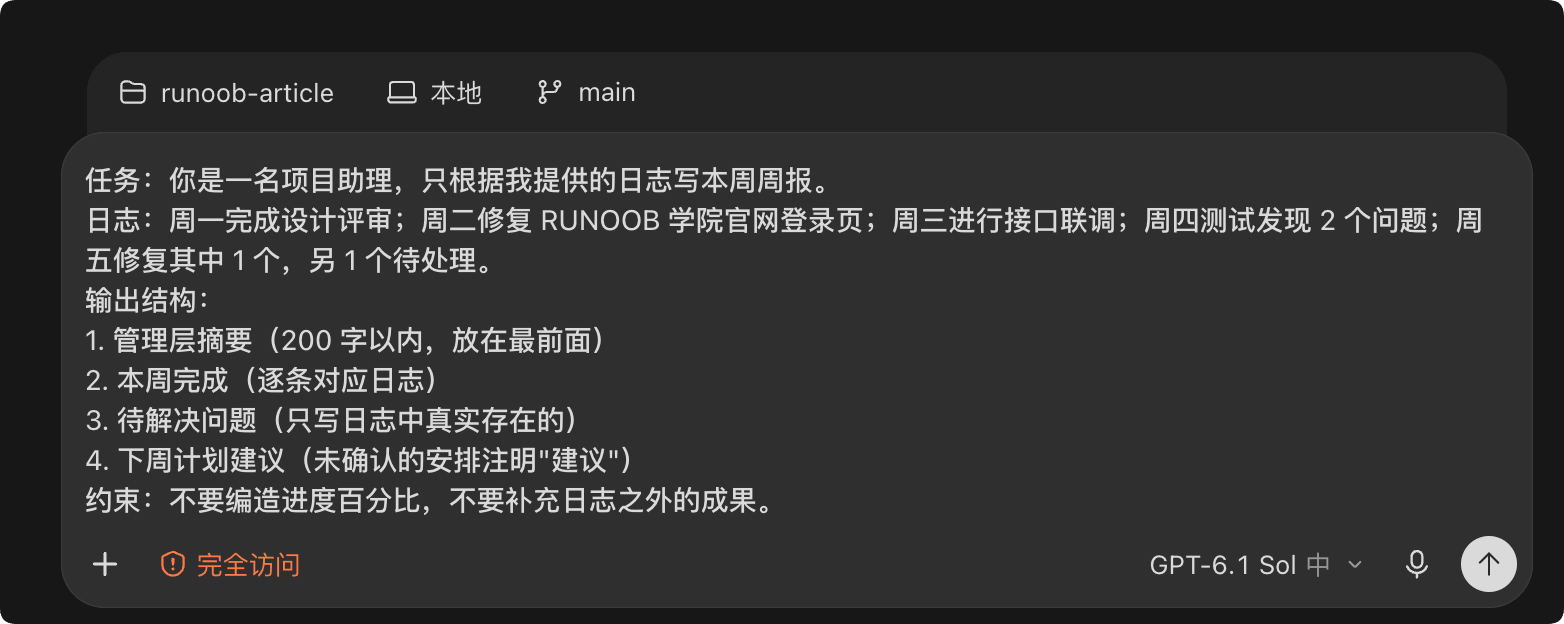 runoob-article 本地 main
任务：你是一名项目助理，只根据我提供的日志写本周周报。
日志：周一完成设计评审；周二修复 RUNOOB 学院官网登录页；周三进行接口联调；周四测试发现 2 个问题；周
五修复其中 1 个，另 1 个待处理。
输出结构：
1. 管理层摘要（200 字以内，放在最前面）
2. 本周完成（逐条对应日志）
3. 待解决问题（只写日志中真实存在的）
4. 下周计划建议（未确认的安排注明"建议"）
约束：不要编造进度百分比，不要补充日志之外的成果。
完全访问 GPT-6.1 Sol 中